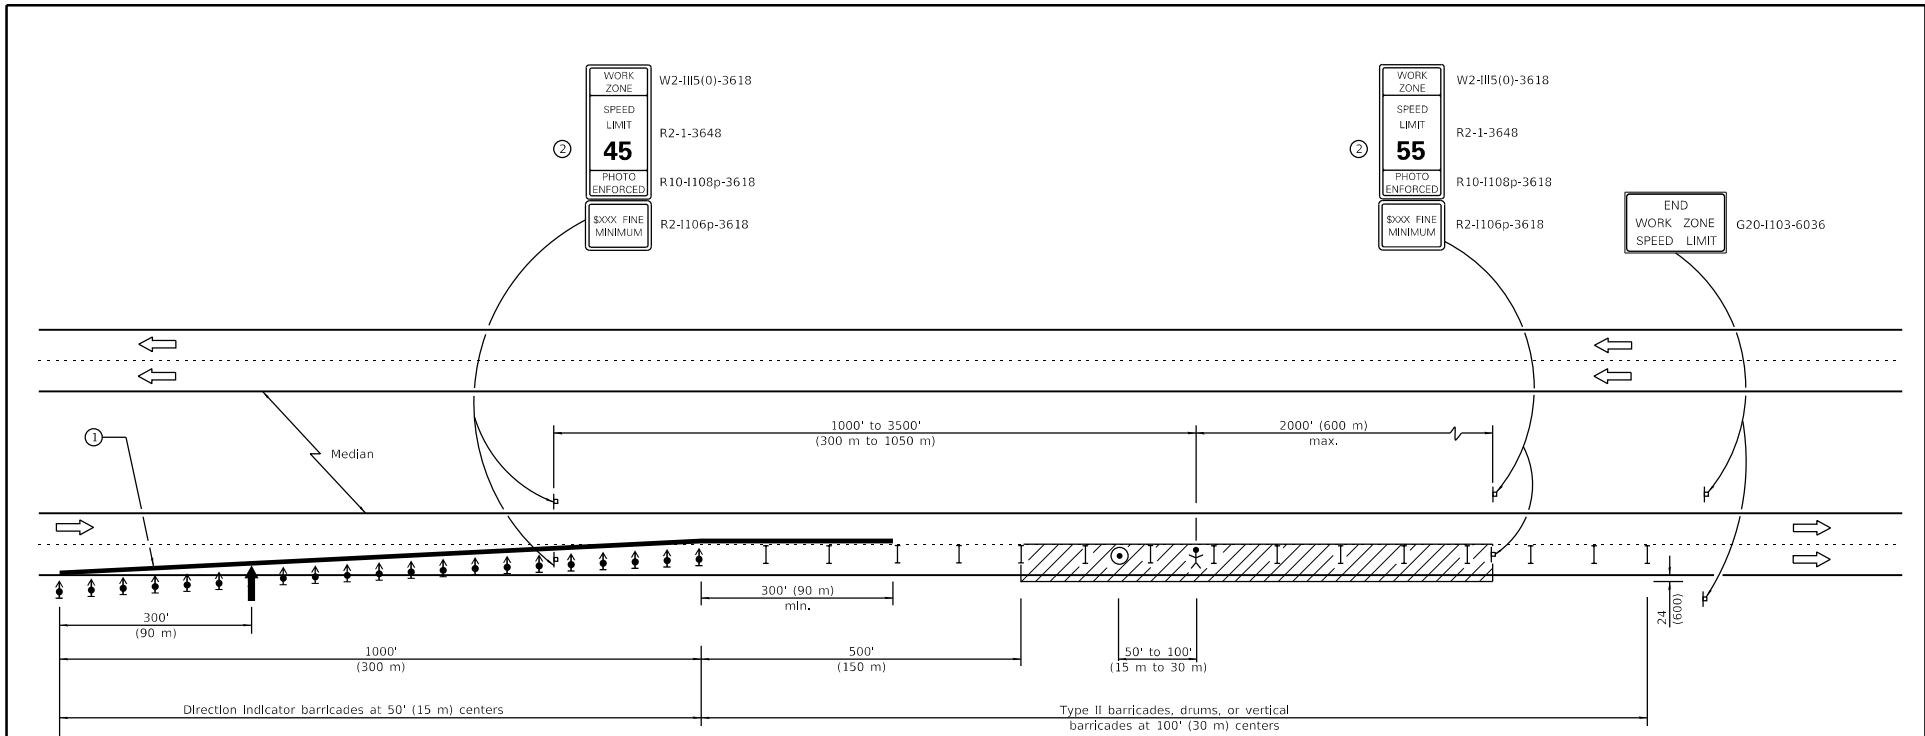 WORK
ZONE
SPEED
LIMIT
45
PHOTO
ENFORCED
$XXX FINE
MINIMUM
W2-III5(0)-3618
R2-1-3648
R10-I108p-3618
R2-I106p-3618
2
WORK
ZONE
SPEED
LIMIT
55
PHOTO
ENFORCED
$XXX FINE
MINIMUM
W2-III5(0)-3618
R2-1-3648
R10-I108p-3618
R2-I106p-3618
2
END
WORK ZONE
SPEED LIMIT
G20-I103-6036
1
Median
1000' to 3500'
(300 m to 1050 m)
2000' (600 m)
max.
300' (90 m)
min.
300'
(90 m)
24
(600)
1000'
(300 m)
500'
(150 m)
50' to 100'
(15 m to 30 m)
Direction Indicator barricades at 50' (15 m) centers
Type II barricades, drums, or vertical
barricades at 100' (30 m) centers